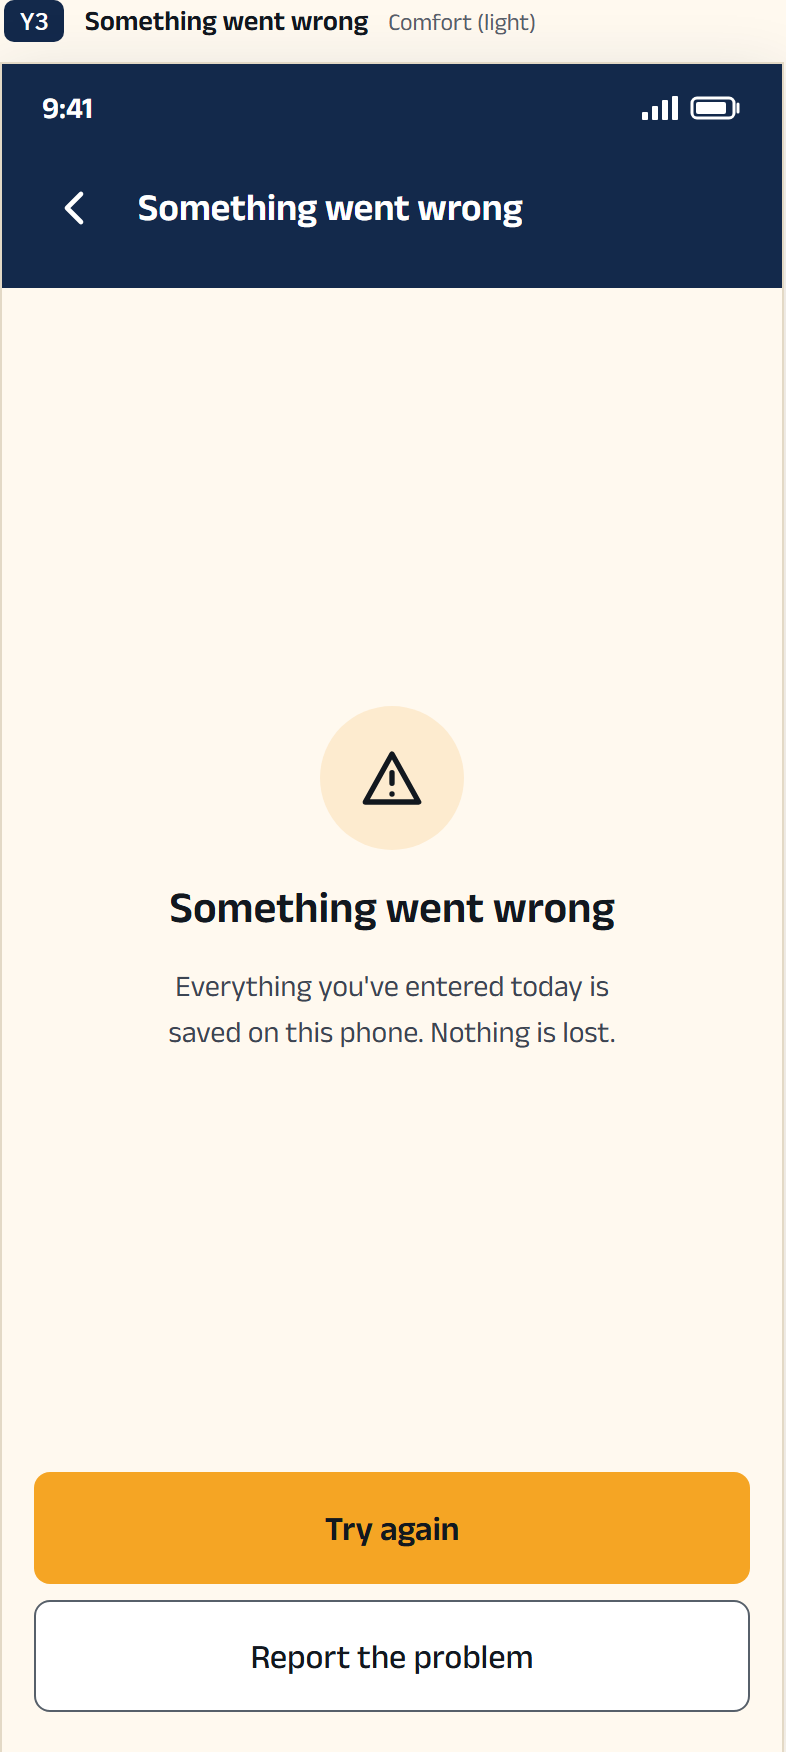 Y3 Something went wrong Comfort (light)
9:41
Something went wrong
Something went wrong
Everything you've entered today is
saved on this phone. Nothing is lost.
Try again
Report the problem